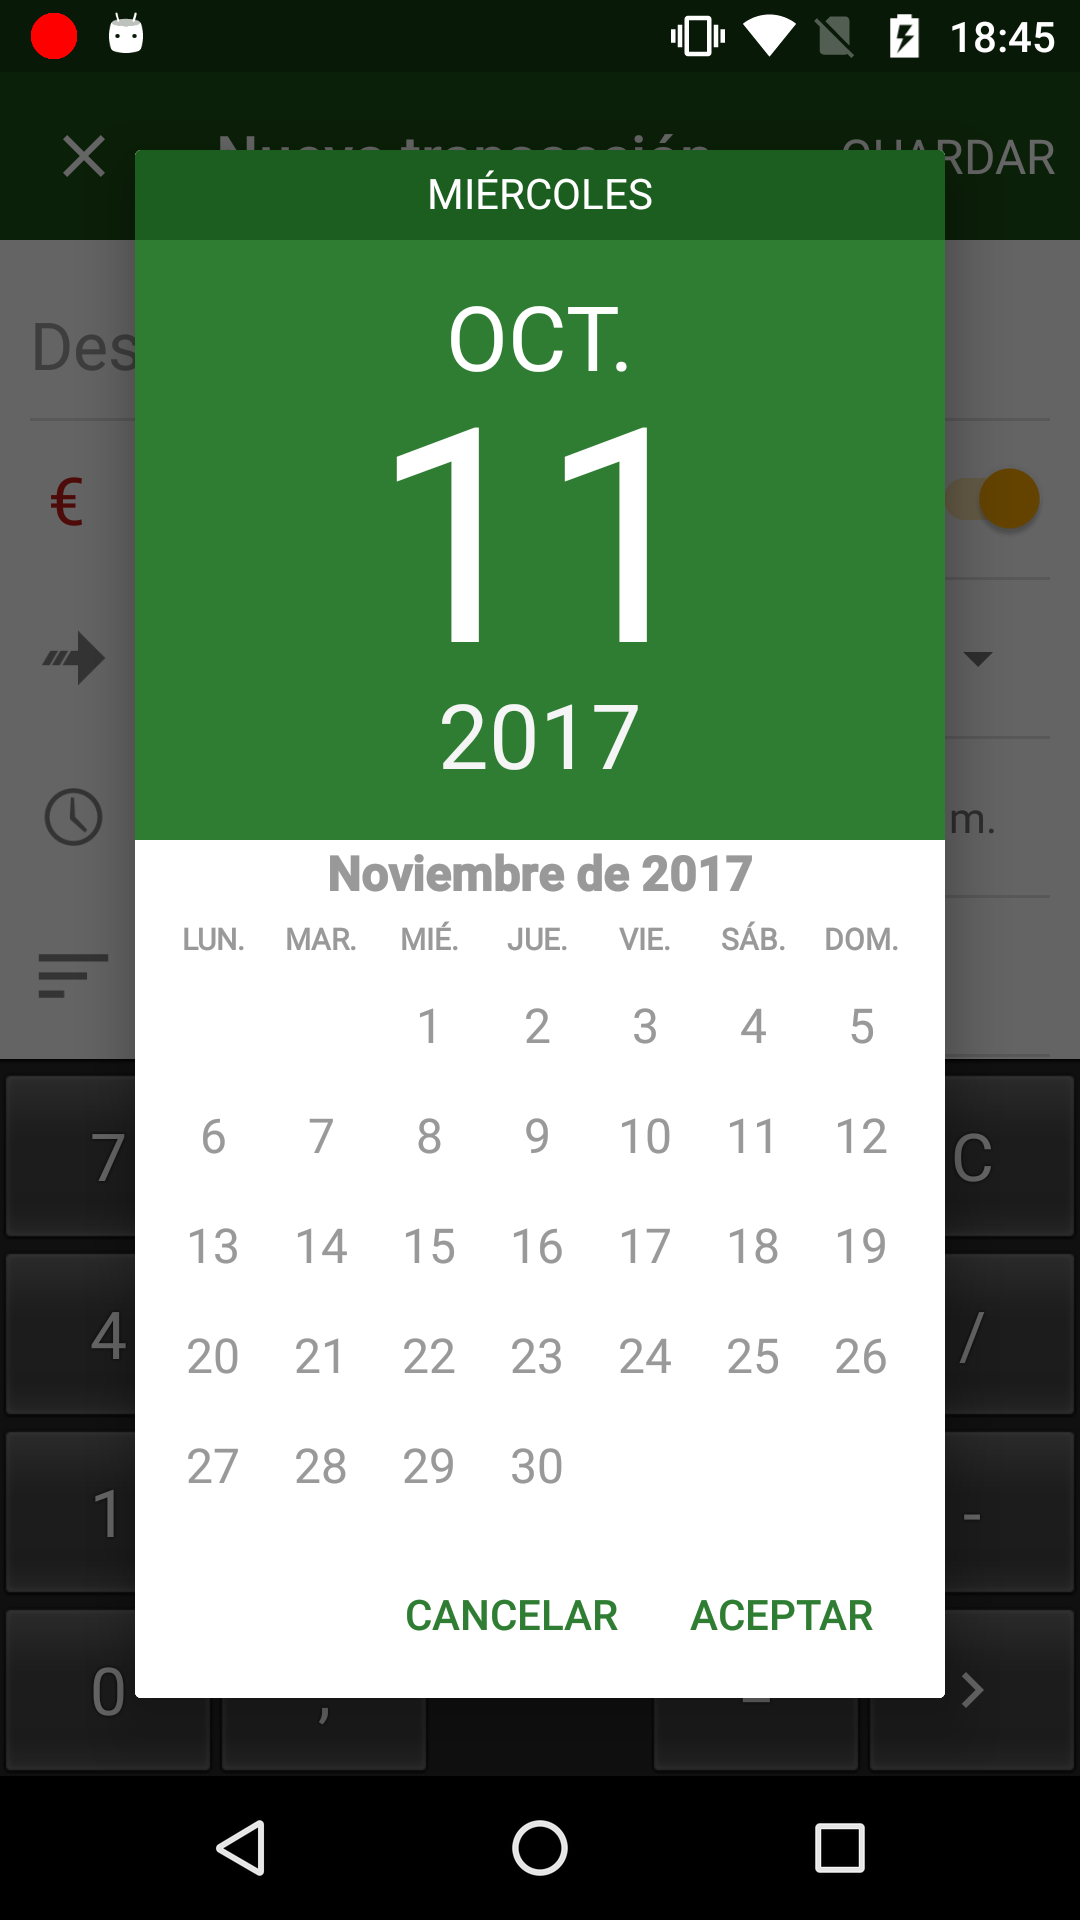 18:45
Nueva transacción GUARDAR
MIÉRCOLES
OCT.
11
2017
Des
€
m.
Noviembre de 2017
LUN. MAR. MIÉ. JUE. VIE. SÁB. DOM.
1 2 3 4 5
6 7 8 9 10 11 12
13 14 15 16 17 18 19
20 21 22 23 24 25 26
27 28 29 30
CANCELAR ACEPTAR
7 C
4 /
1 -
0 , = >